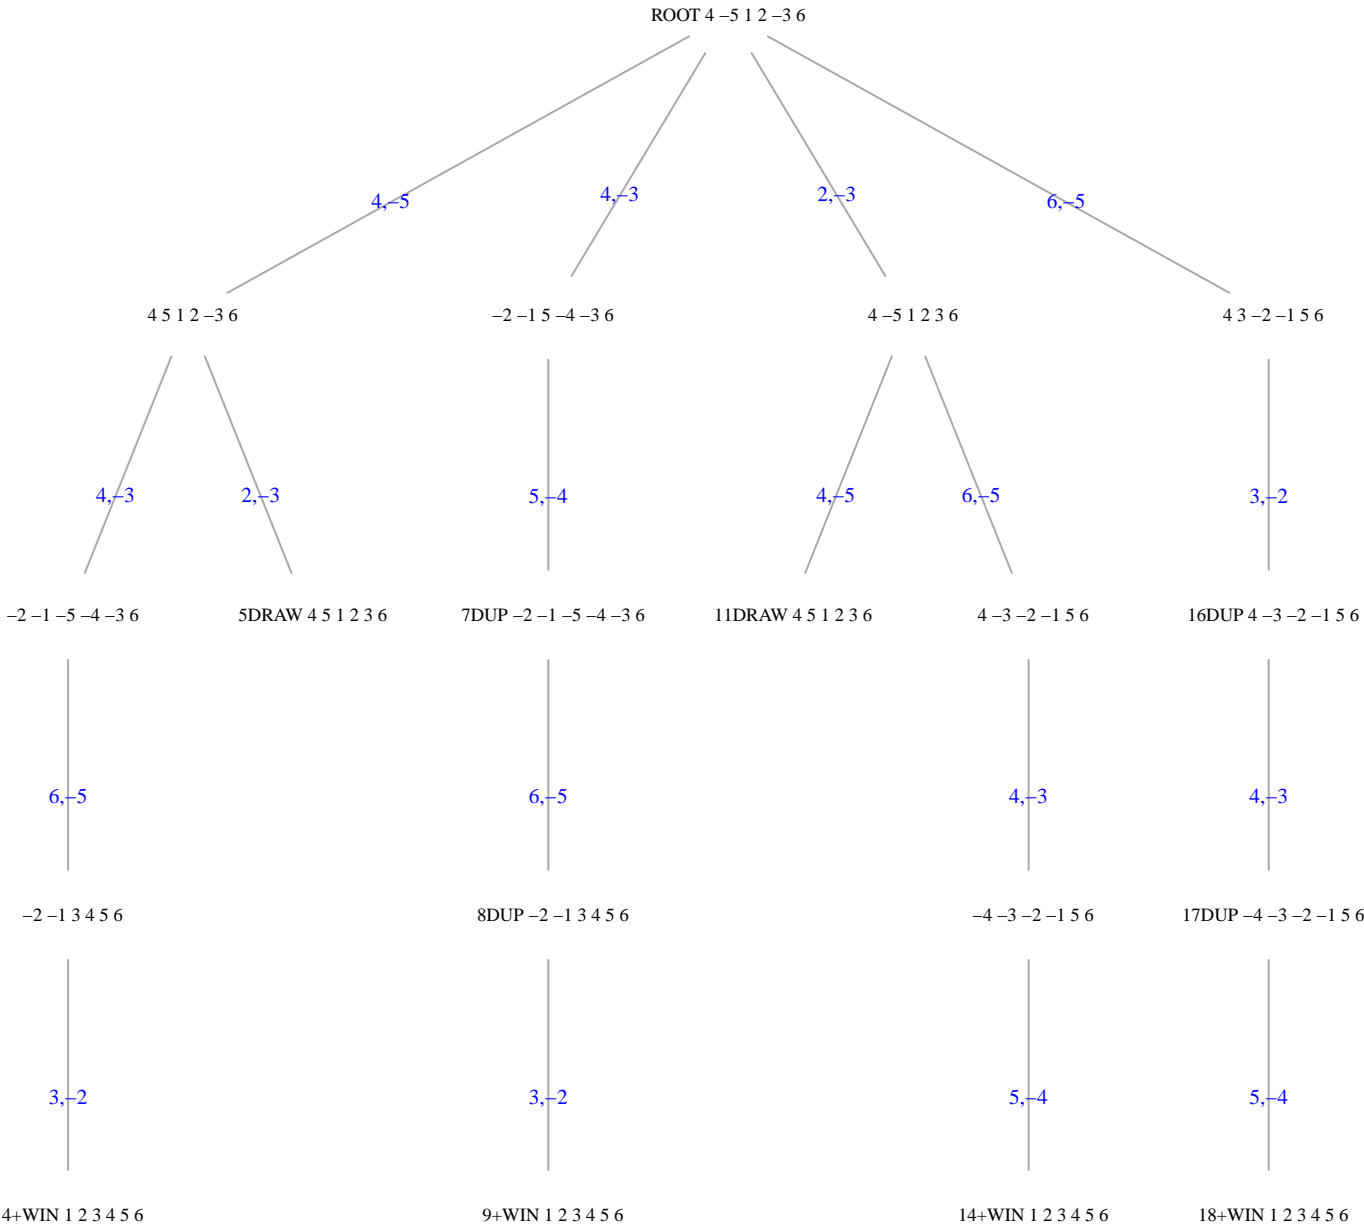 ROOT 4 –5 1 2 –3 6
4,–5
4,–3
2,–3
6,–5
4 5 1 2 –3 6
–2 –1 5 –4 –3 6
4 –5 1 2 3 6
4 3 –2 –1 5 6
4,–3
2,–3
5,–4
4,–5
6,–5
3,–2
–2 –1 –5 –4 –3 6
5DRAW 4 5 1 2 3 6
7DUP –2 –1 –5 –4 –3 6
11DRAW 4 5 1 2 3 6
4 –3 –2 –1 5 6
16DUP 4 –3 –2 –1 5 6
6,–5
6,–5
4,–3
4,–3
–2 –1 3 4 5 6
8DUP –2 –1 3 4 5 6
–4 –3 –2 –1 5 6
17DUP –4 –3 –2 –1 5 6
3,–2
3,–2
5,–4
5,–4
4+WIN 1 2 3 4 5 6
9+WIN 1 2 3 4 5 6
14+WIN 1 2 3 4 5 6
18+WIN 1 2 3 4 5 6